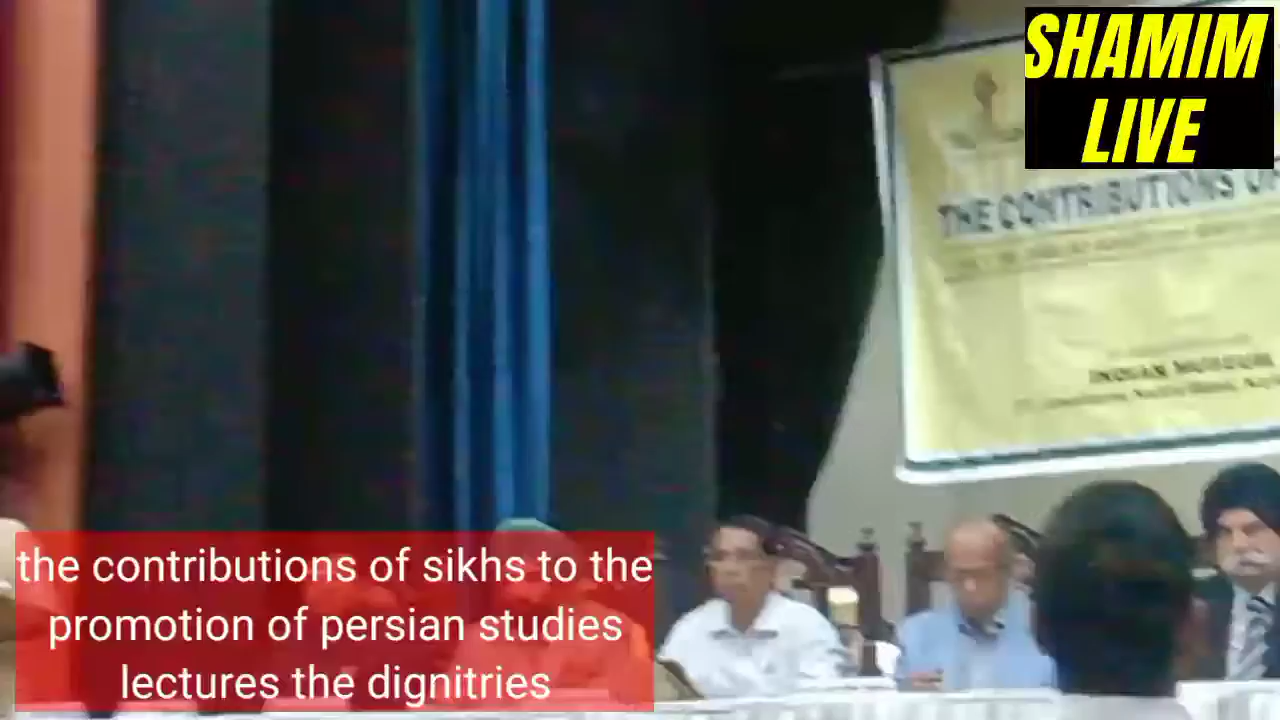 SHAMIM
LIVE
THE CONTRIBUTIONS OF
INDIAN MUSEUM
the contributions of sikhs to the
promotion of persian studies
lectures the dignitries